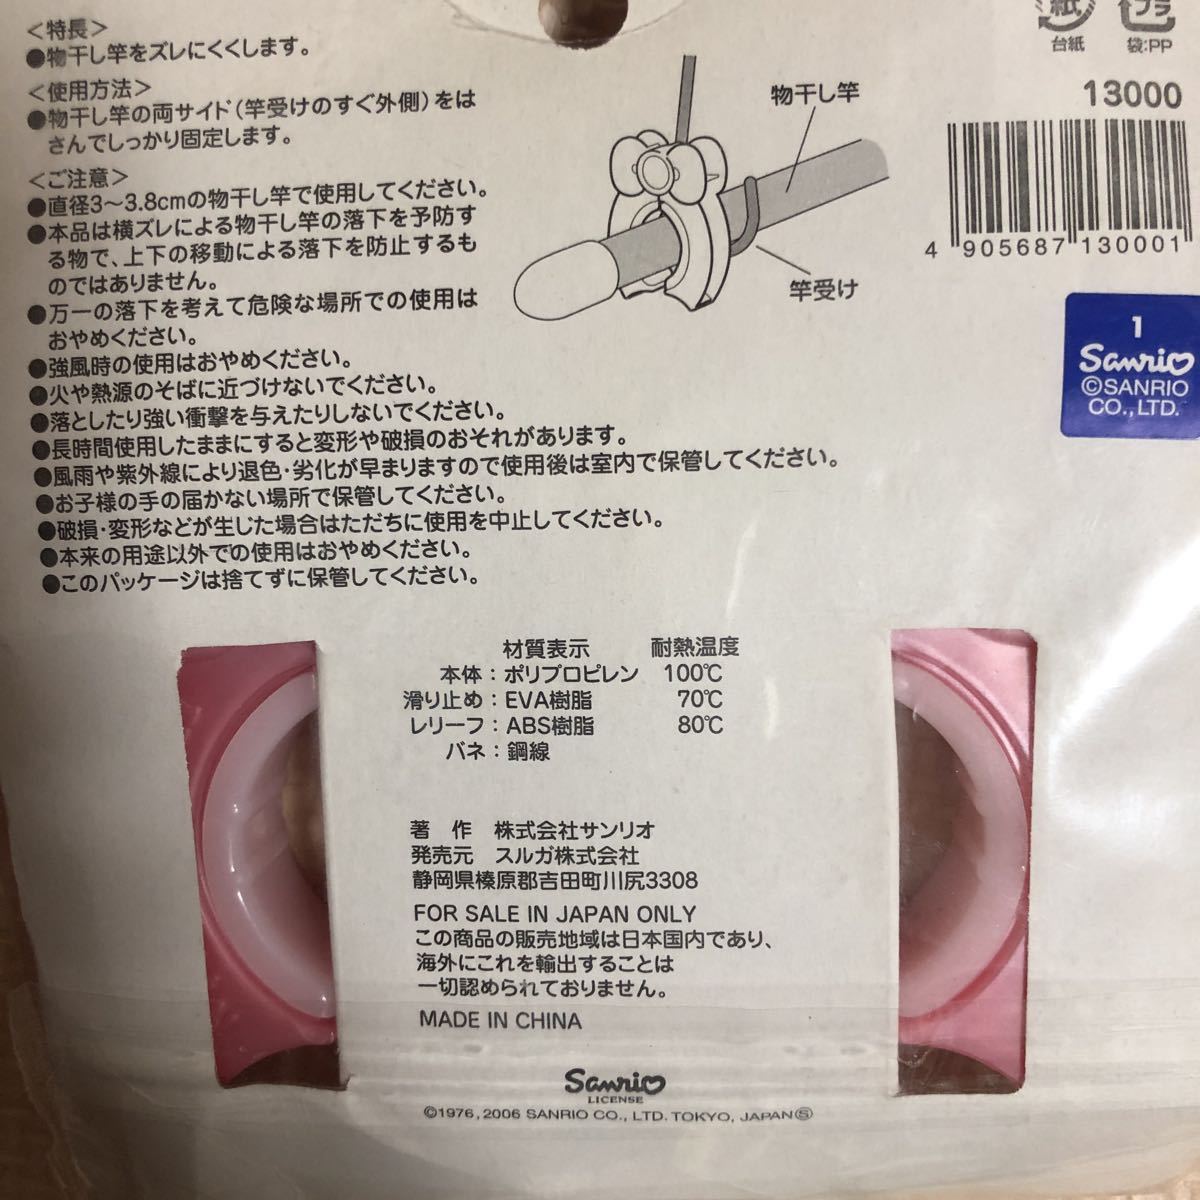 ＜特長＞
●物干し竿をズレにくくします。
＜使用方法＞
●物干し竿の両サイド（竿受けのすぐ外側）をは
さんでしっかり固定します。
＜ご注意＞
●直径3～3.8cmの物干し竿で使用してください。
●本品は横ズレによる物干し竿の落下を予防す
る物で、上下の移動による落下を防止するも
のではありません。
●万一の落下を考えて危険な場所での使用は
おやめください。
●強風時の使用はおやめください。
●火や熱源のそばに近づけないでください。
●落としたり強い衝撃を与えたりしないでください。
●長時間使用したままにすると変形や破損のおそれがあります。
●風雨や紫外線により退色・劣化が早まりますので使用後は室内で保管してください。
●お子様の手の届かない場所で保管してください。
●破損・変形などが生じた場合はただちに使用を中止してください。
●本来の用途以外での使用はおやめください。
●このパッケージは捨てずに保管してください。
物干し竿
竿受け
紙 プラ
台紙 袋:PP
13000
4 905687 130001
1
Sanrio
©SANRIO
CO.,LTD.
材質表示 耐熱温度
本体：ポリプロピレン 100℃
滑り止め：EVA樹脂 70℃
レリーフ：ABS樹脂 80℃
バネ：鋼線
著 作 株式会社サンリオ
発売元 スルガ株式会社
静岡県榛原郡吉田町川尻3308
FOR SALE IN JAPAN ONLY
この商品の販売地域は日本国内であり、
海外にこれを輸出することは
一切認められておりません。
MADE IN CHINA
Sanrio
LICENSE
©1976, 2006 SANRIO CO., LTD. TOKYO, JAPAN Ⓢ